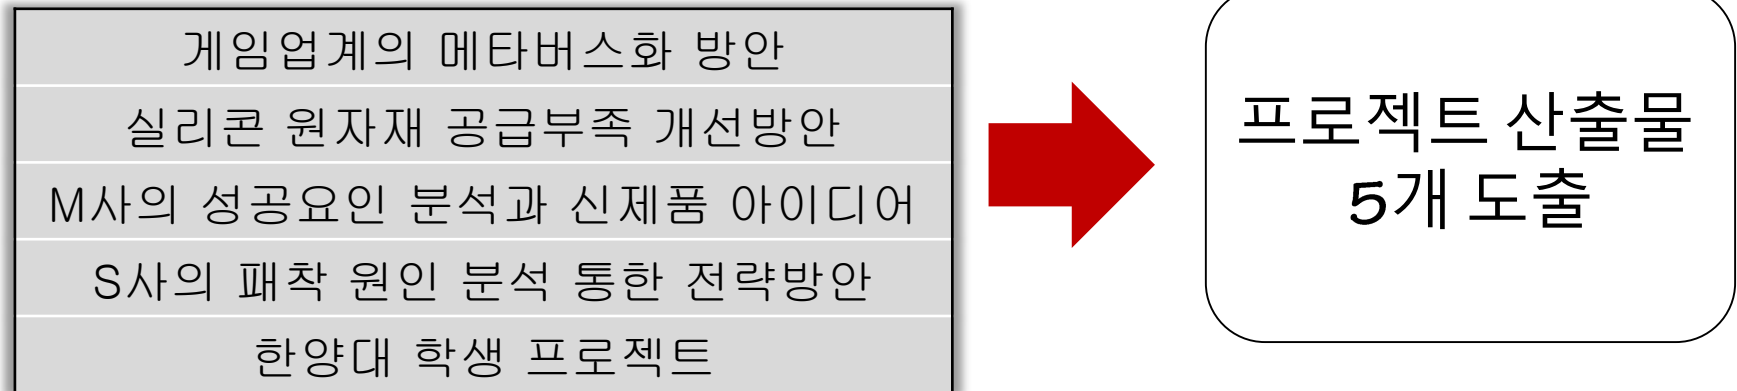 게임업계의 메타버스화 방안
실리콘 원자재 공급부족 개선방안
M사의 성공요인 분석과 신제품 아이디어
S사의 패착 원인 분석 통한 전략방안
한양대 학생 프로젝트
프로젝트 산출물
5개 도출